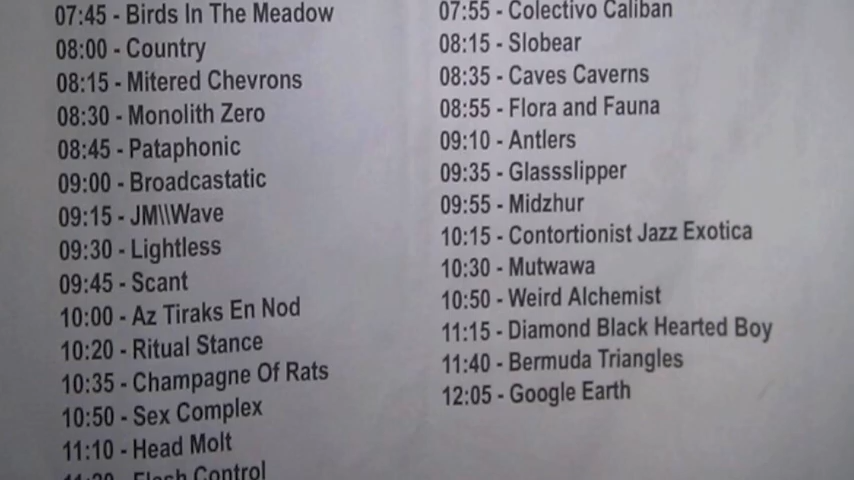 07:45 - Birds In The Meadow
08:00 - Country
08:15 - Mitered Chevrons
08:30 - Monolith Zero
08:45 - Pataphonic
09:00 - Broadcastatic
09:15 - JM\\Wave
09:30 - Lightless
09:45 - Scant
10:00 - Az Tiraks En Nod
10:20 - Ritual Stance
10:35 - Champagne Of Rats
10:50 - Sex Complex
11:10 - Head Molt
Flesh Control
07:55 - Colectivo Caliban
08:15 - Slobear
08:35 - Caves Caverns
08:55 - Flora and Fauna
09:10 - Antlers
09:35 - Glassslipper
09:55 - Midzhur
10:15 - Contortionist Jazz Exotica
10:30 - Mutwawa
10:50 - Weird Alchemist
11:15 - Diamond Black Hearted Boy
11:40 - Bermuda Triangles
12:05 - Google Earth